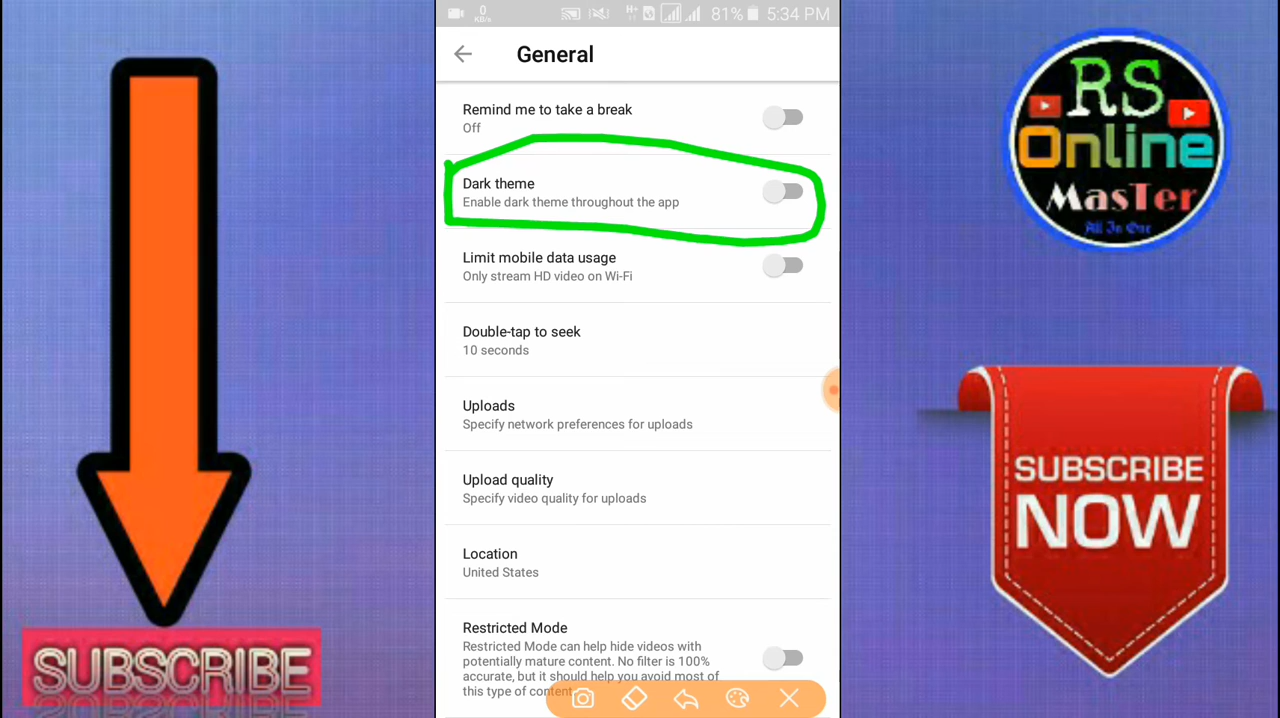 0
KB/s
H+
81%
5:34 PM
General
Remind me to take a break
Off
Dark theme
Enable dark theme throughout the app
Limit mobile data usage
Only stream HD video on Wi-Fi
Double-tap to seek
10 seconds
Uploads
Specify network preferences for uploads
Upload quality
Specify video quality for uploads
Location
United States
Restricted Mode
Restricted Mode can help hide videos with
potentially mature content. No filter is 100%
accurate, but it should help you avoid most of
this type of content
SUBSCRIBE
RS
Online
MasTer
All In One
SUBSCRIBE
NOW